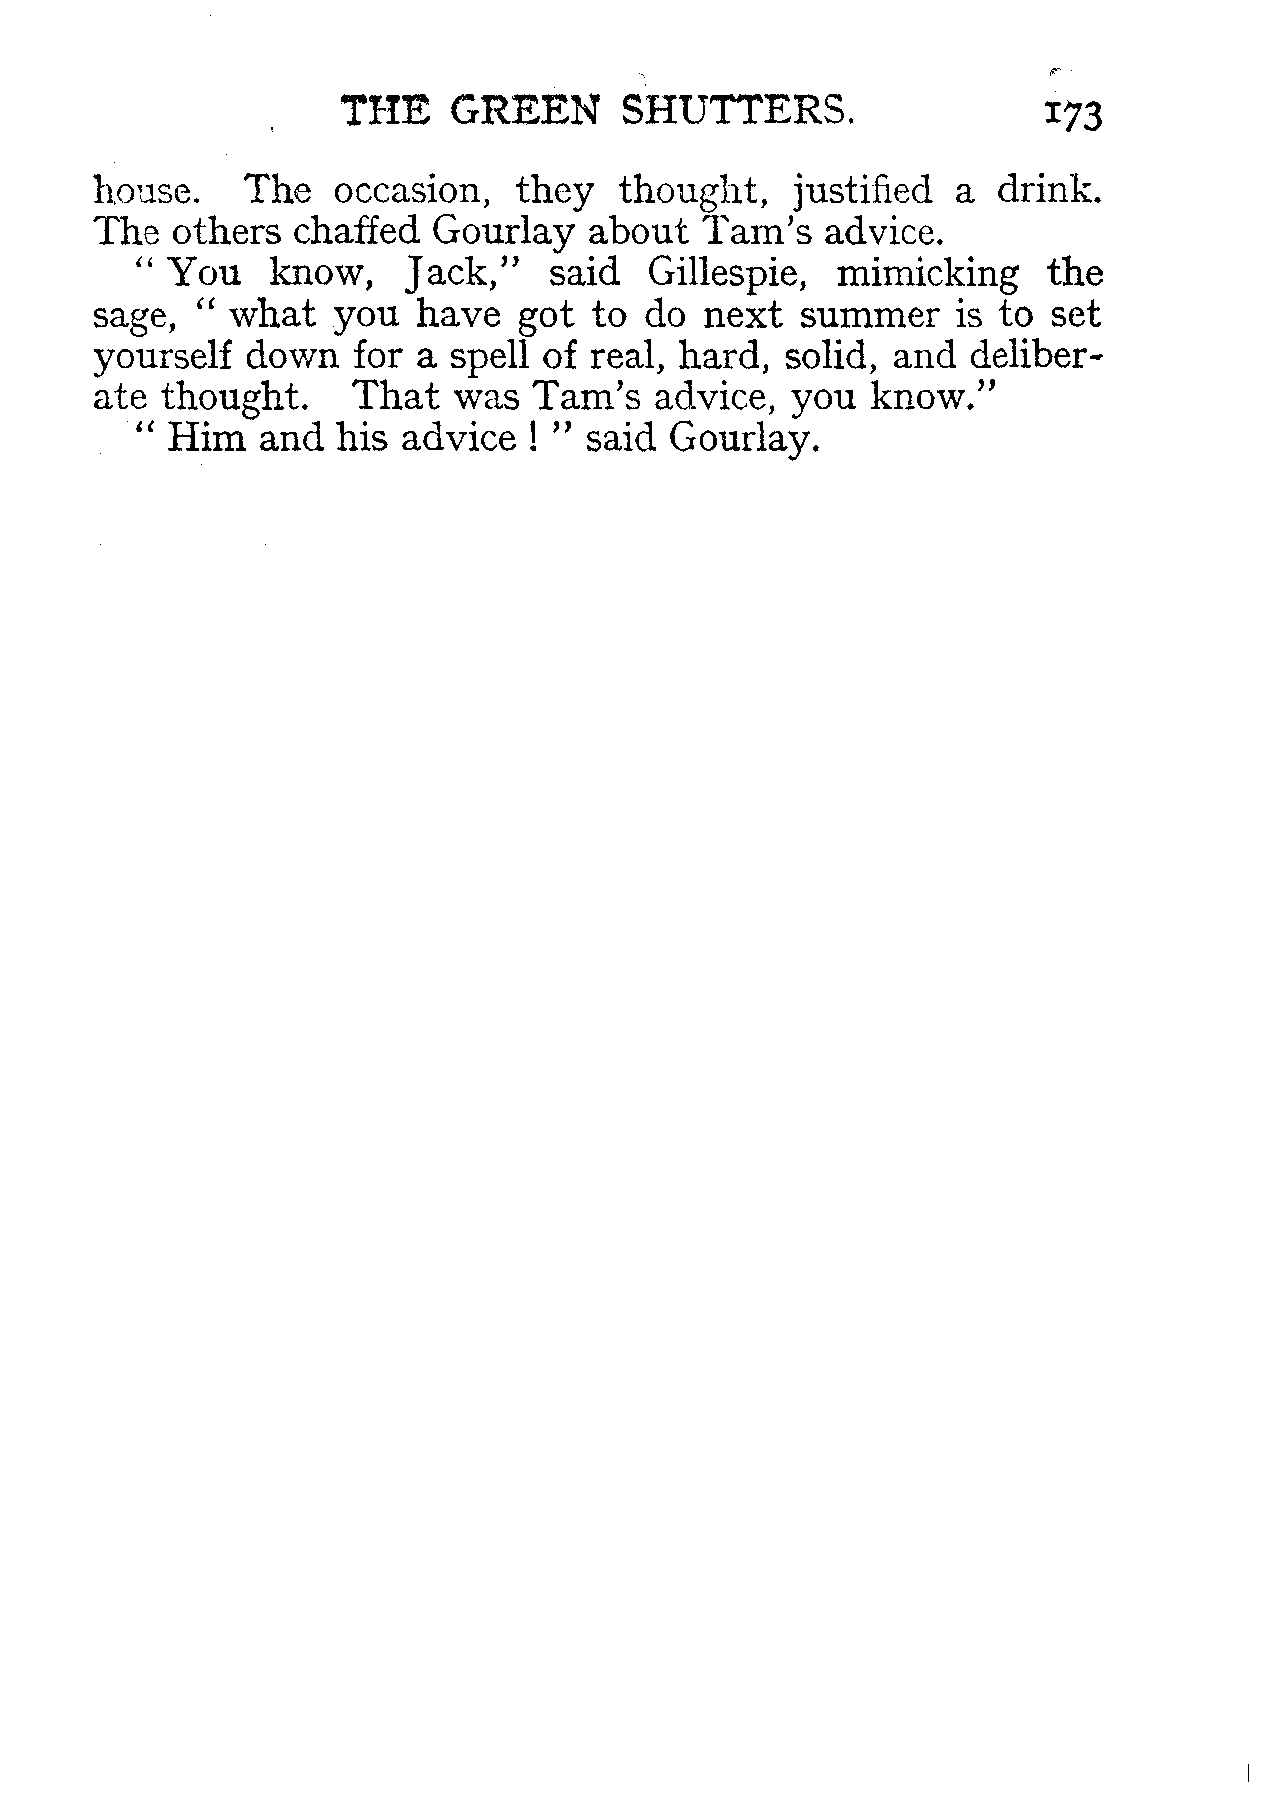 THE GREEN SHUTTERS. 173
house. The occasion, they thought, justified a drink.
The others chaffed Gourlay about Tam's advice.
“ You know, Jack,” said Gillespie, mimicking the
sage, “ what you have got to do next summer is to set
yourself down for a spell of real, hard, solid, and deliber-
ate thought. That was Tam's advice, you know.”
“ Him and his advice ! ” said Gourlay.